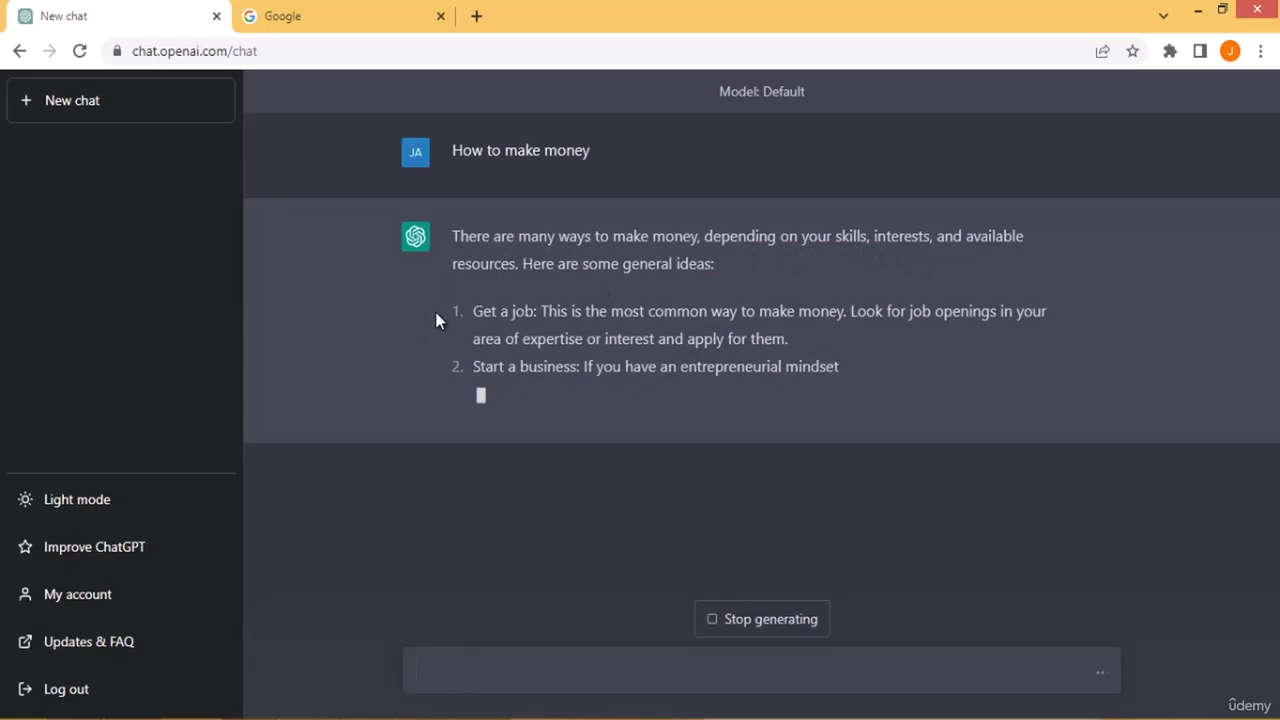 New chat
Google
chat.openai.com/chat
J
New chat
Model: Default
JA
How to make money
There are many ways to make money, depending on your skills, interests, and available
resources. Here are some general ideas:
1. Get a job: This is the most common way to make money. Look for job openings in your
area of expertise or interest and apply for them.
2. Start a business: If you have an entrepreneurial mindset
Light mode
Improve ChatGPT
My account
Updates & FAQ
Log out
Stop generating
ûdemy